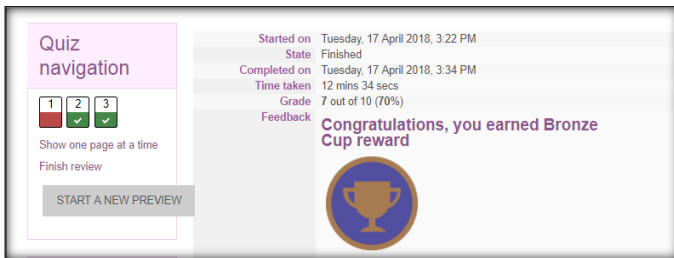 Quiz
navigation
1 2 3
Show one page at a time
Finish review
START A NEW PREVIEW
Started on Tuesday, 17 April 2018, 3:22 PM
State Finished
Completed on Tuesday, 17 April 2018, 3:34 PM
Time taken 12 mins 34 secs
Grade 7 out of 10 (70%)
Feedback Congratulations, you earned Bronze
Cup reward